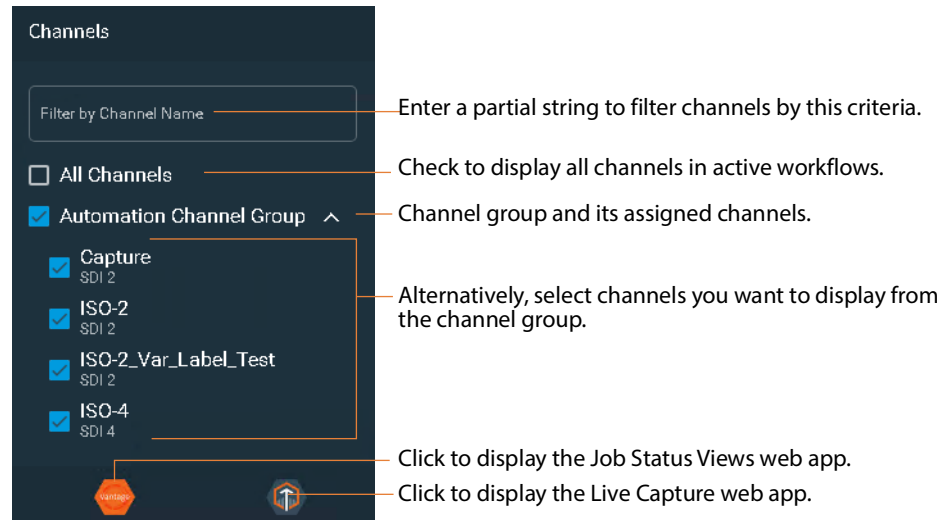 Channels
Filter by Channel Name
Enter a partial string to filter channels by this criteria.
All Channels
Check to display all channels in active workflows.
Automation Channel Group
Channel group and its assigned channels.
Capture
SDI 2
ISO-2
SDI 2
Alternatively, select channels you want to display from
the channel group.
ISO-2_Var_Label_Test
SDI 2
ISO-4
SDI 4
Click to display the Job Status Views web app.
vantage
Click to display the Live Capture web app.